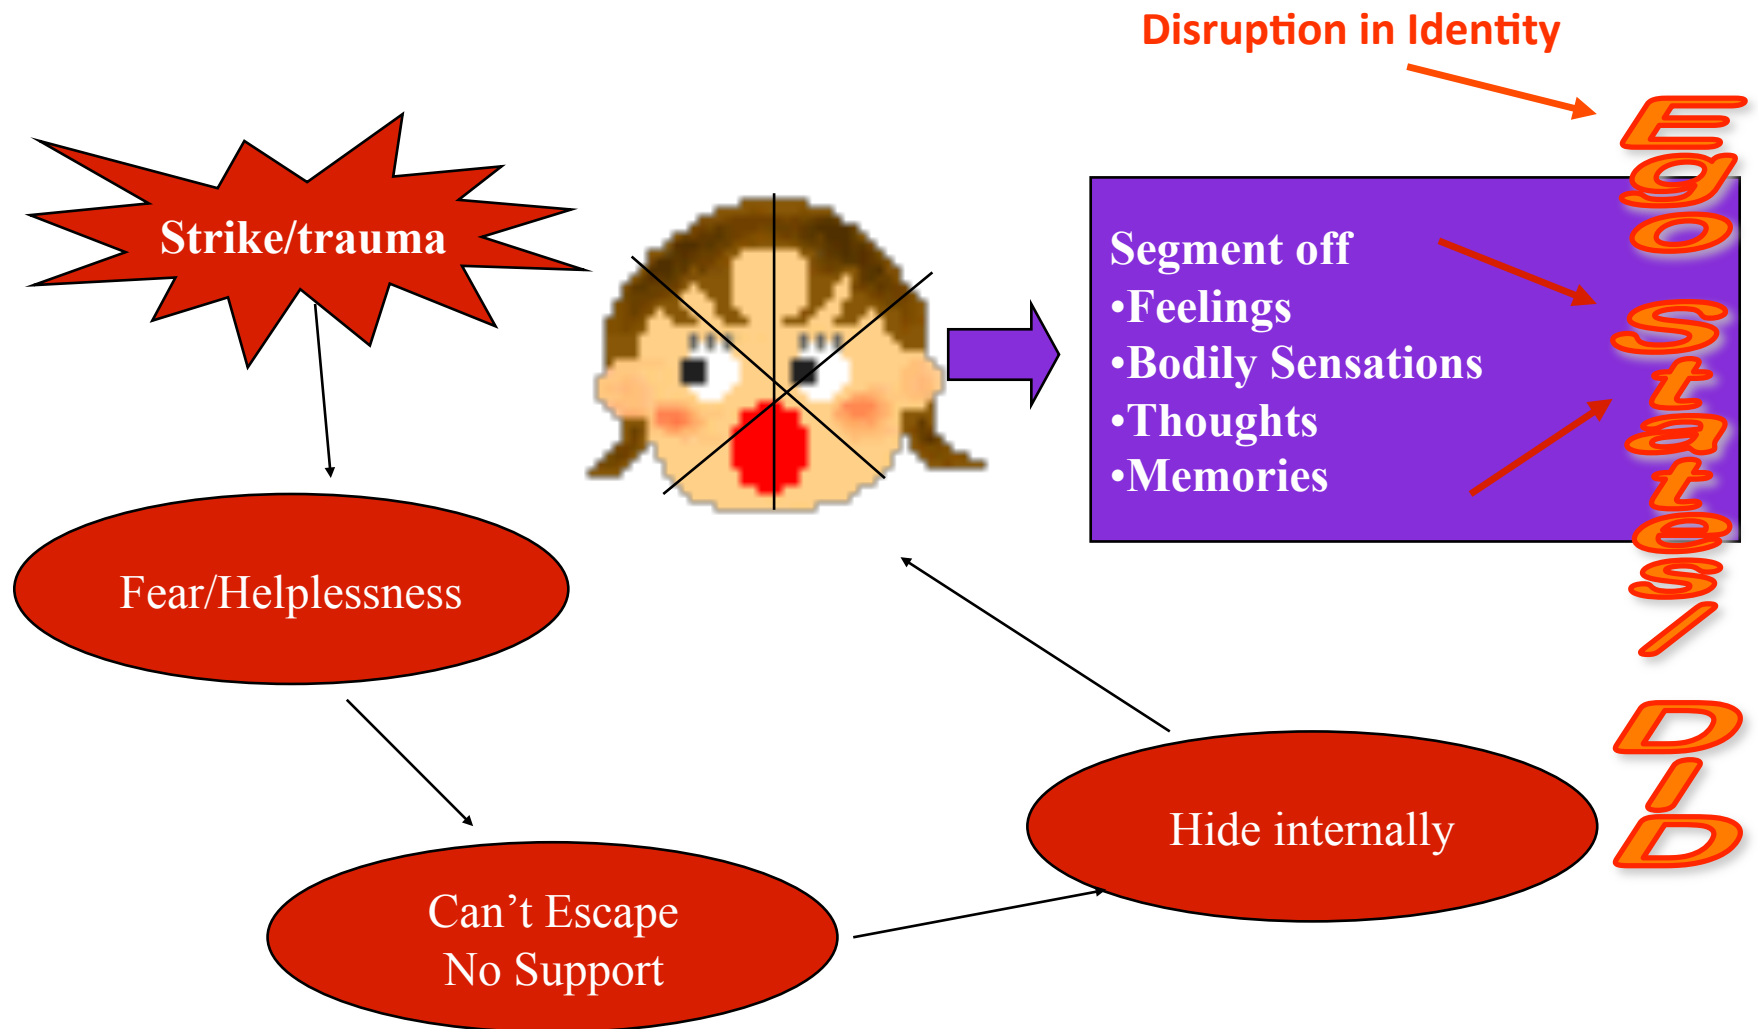 Disruption in Identity
Strike/trauma
Segment off
•Feelings
•Bodily Sensations
•Thoughts
•Memories
Ego States/ DID
Fear/Helplessness
Hide internally
Can’t Escape
No Support